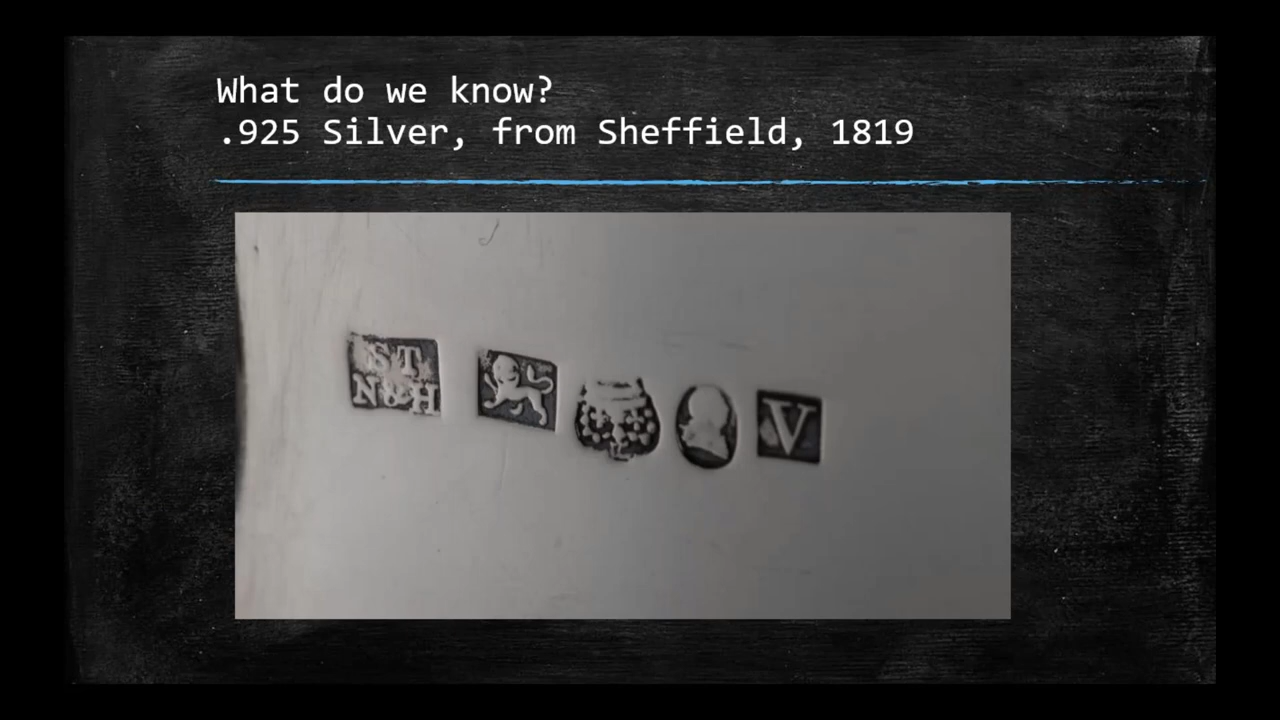 What do we know?
.925 Silver, from Sheffield, 1819
S T
N & H
V